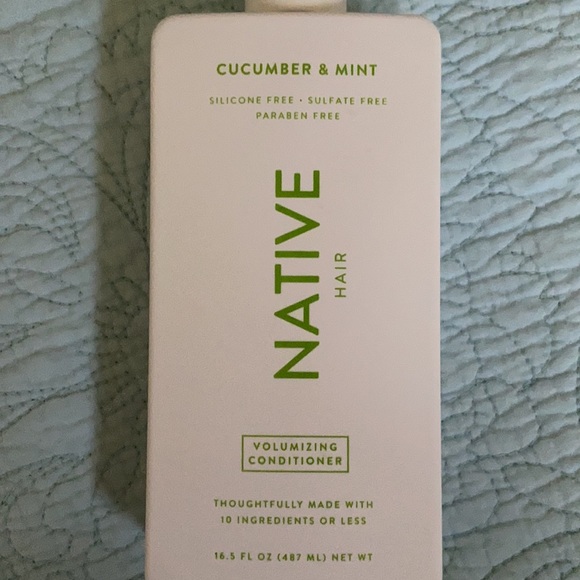 CUCUMBER & MINT
SILICONE FREE • SULFATE FREE
PARABEN FREE
NATIVE
HAIR
VOLUMIZING
CONDITIONER
THOUGHTFULLY MADE WITH
10 INGREDIENTS OR LESS
16.5 FL OZ (487 ML) NET WT